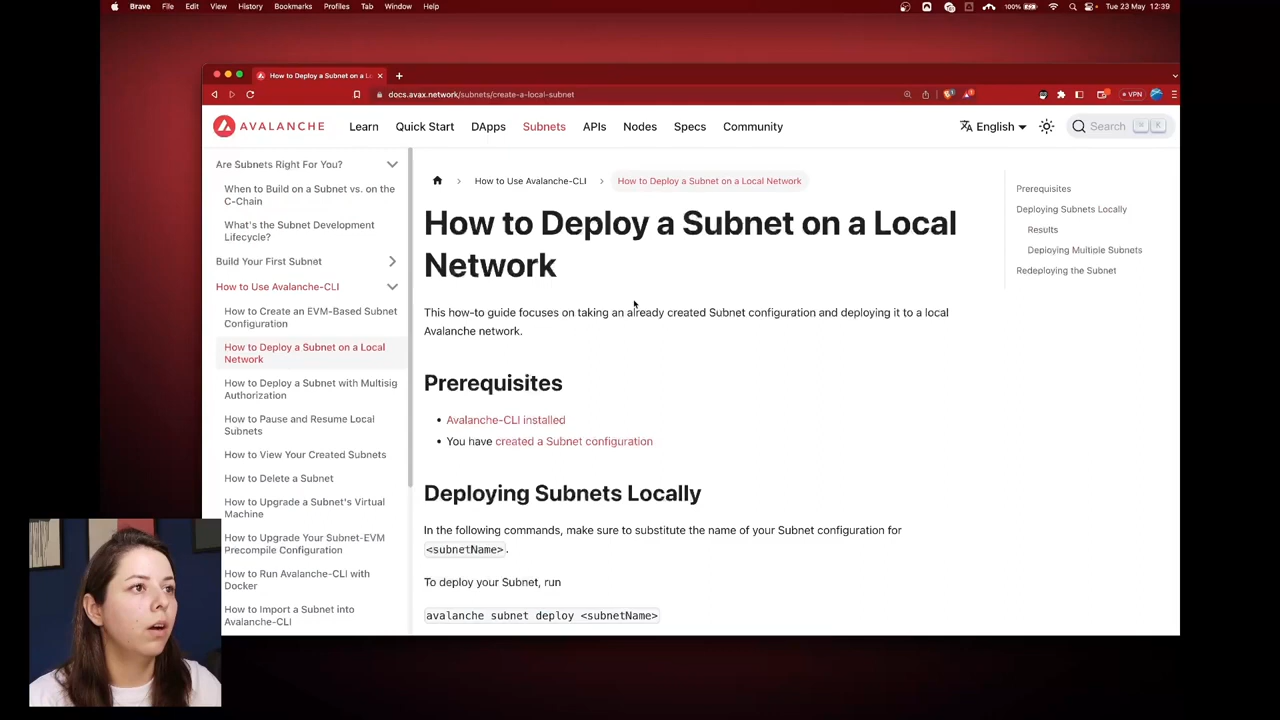 Brave File Edit View History Bookmarks Profiles Tab Window Help 100% Tue 23 May 12:39
How to Deploy a Subnet on a Lo
docs.avax.network/subnets/create-a-local-subnet
VPN
AVALANCHE Learn Quick Start DApps Subnets APIs Nodes Specs Community English Search ⌘ K
Are Subnets Right For You?
When to Build on a Subnet vs. on the
C-Chain
What's the Subnet Development
Lifecycle?
Build Your First Subnet
How to Use Avalanche-CLI
How to Create an EVM-Based Subnet
Configuration
How to Deploy a Subnet on a Local
Network
How to Deploy a Subnet with Multisig
Authorization
How to Pause and Resume Local
Subnets
How to View Your Created Subnets
How to Delete a Subnet
How to Upgrade a Subnet's Virtual
Machine
How to Upgrade Your Subnet-EVM
Precompile Configuration
How to Run Avalanche-CLI with
Docker
How to Import a Subnet into
Avalanche-CLI
How to Use Avalanche-CLI > How to Deploy a Subnet on a Local Network
How to Deploy a Subnet on a Local
Network
This how-to guide focuses on taking an already created Subnet configuration and deploying it to a local
Avalanche network.
Prerequisites
• Avalanche-CLI installed
• You have created a Subnet configuration
Deploying Subnets Locally
In the following commands, make sure to substitute the name of your Subnet configuration for
<subnetName>.
To deploy your Subnet, run
avalanche subnet deploy <subnetName>
Prerequisites
Deploying Subnets Locally
Results
Deploying Multiple Subnets
Redeploying the Subnet